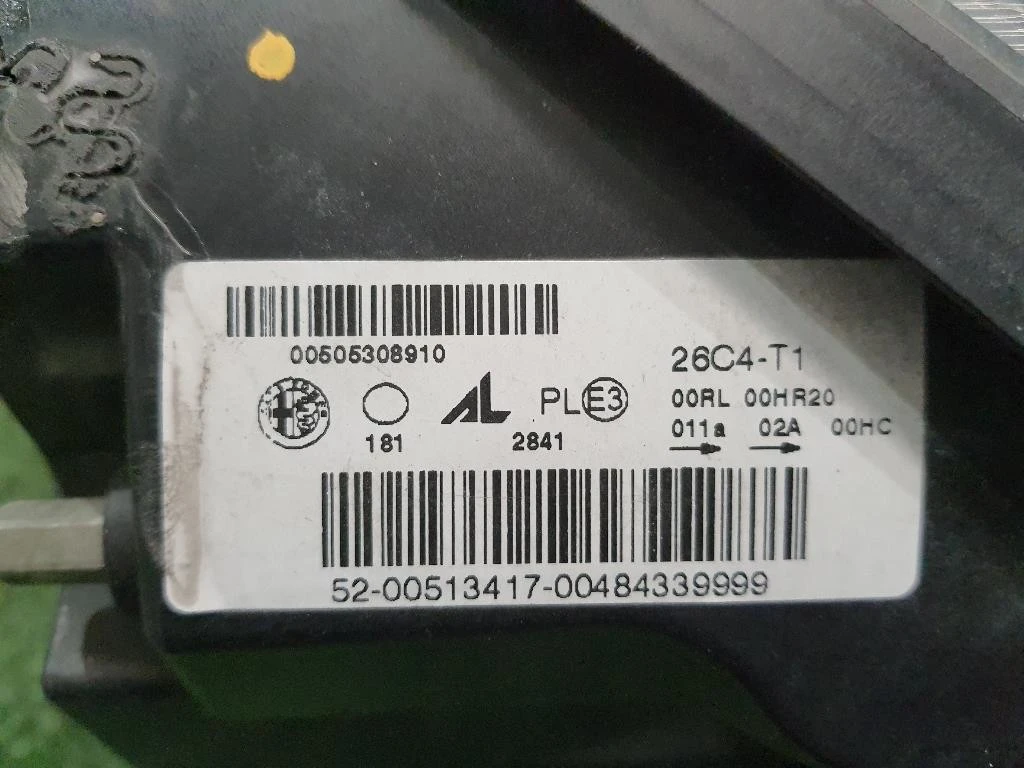 00505308910
26C4-T1
PL E3
00RL 00HR20
011a 02A 00HC
181 2841
52-00513417-00484339999